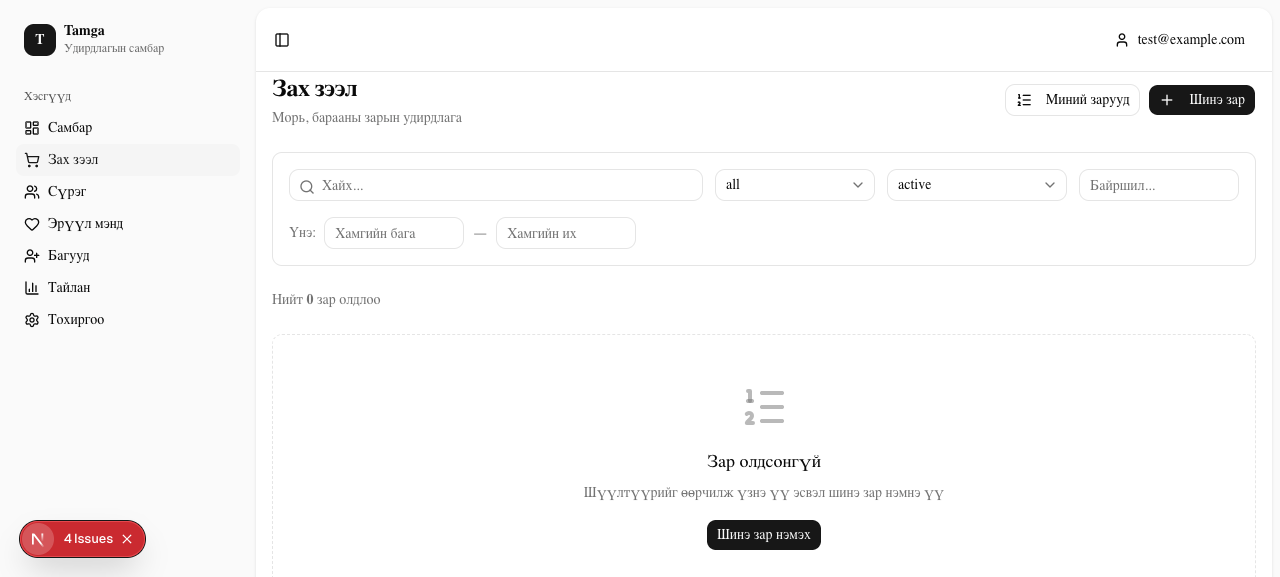 T
Tamga
Удирдлагын самбар
Хэсгүүд
Самбар
Зах зээл
Сүрэг
Эрүүл мэнд
Багууд
Тайлан
Тохиргоо
4 Issues
test@example.com
Зах зээл
Морь, барааны зарын удирдлага
Миний зарууд
Шинэ зар
Хайх...
all
active
Байршил...
Үнэ:
Хамгийн бага
—
Хамгийн их
Нийт 0 зар олдлоо
Зар олдсонгүй
Шүүлтүүрийг өөрчилж үзнэ үү эсвэл шинэ зар нэмнэ үү
Шинэ зар нэмэх